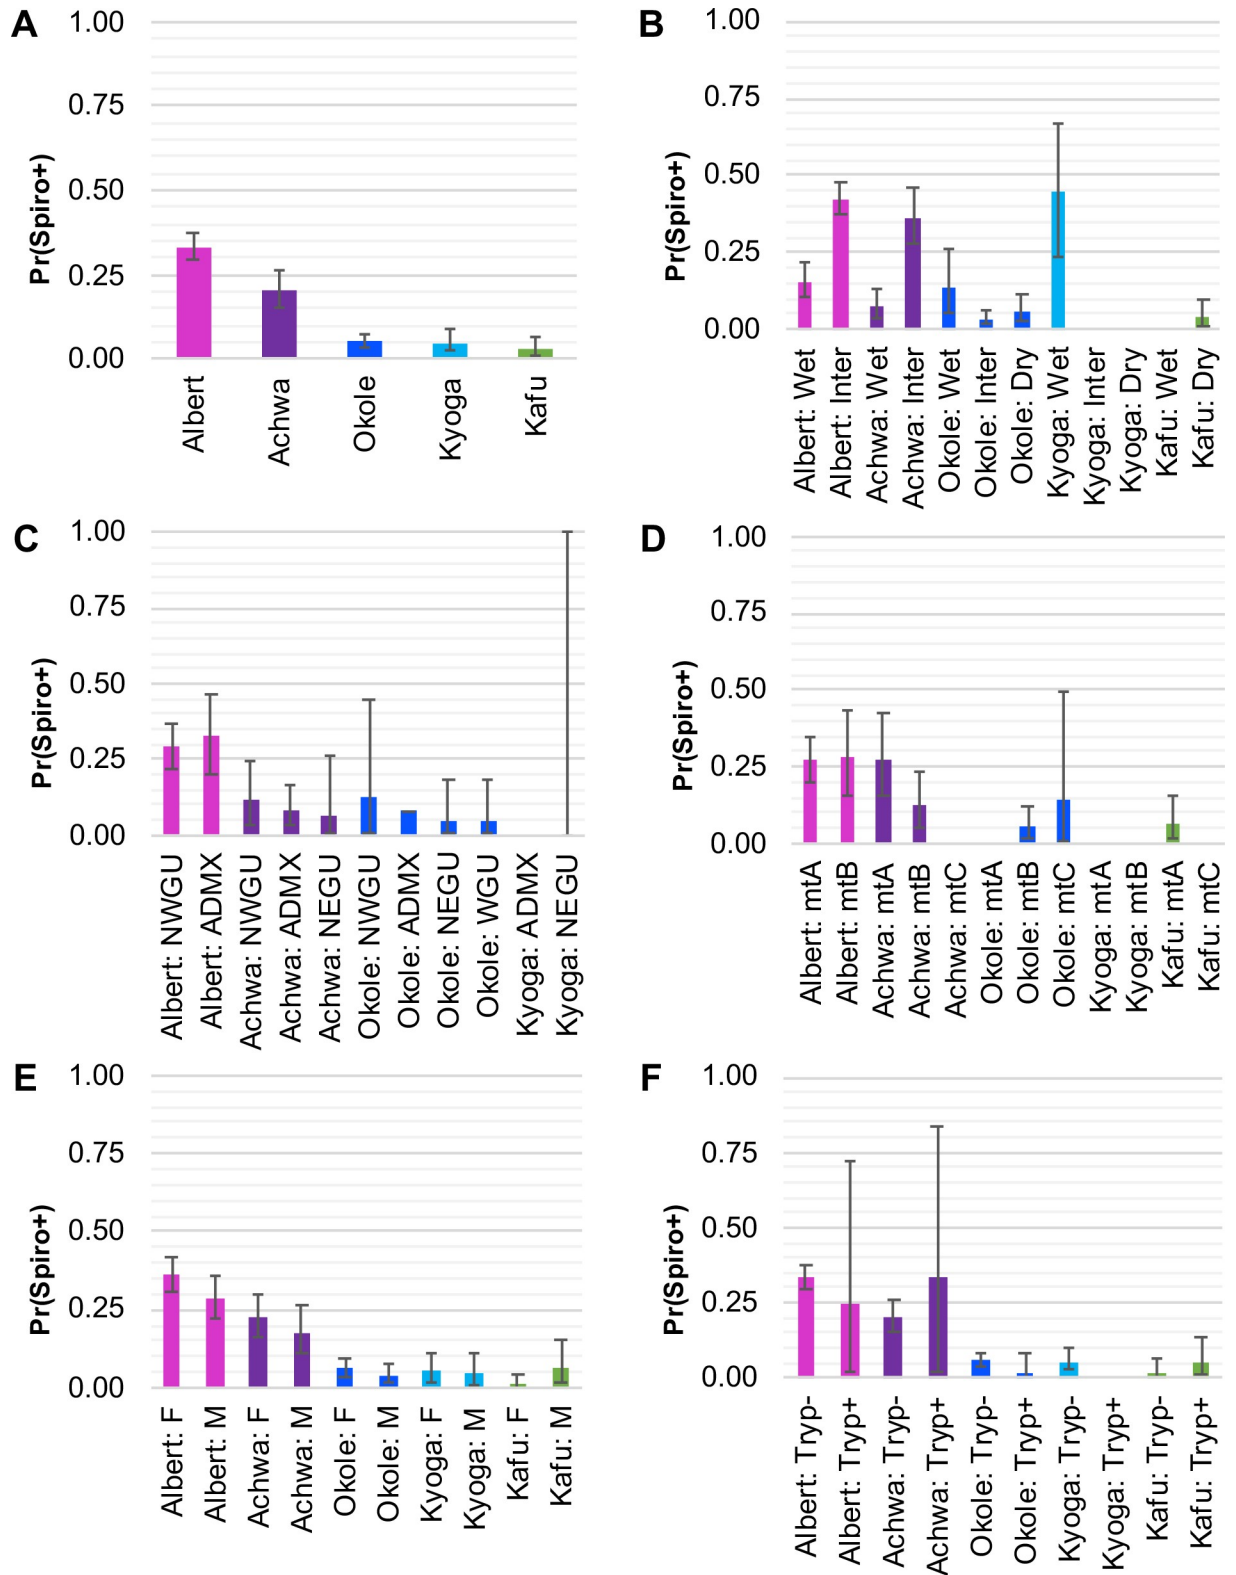 A
Pr(Spiro+)
1.00
0.75
0.50
0.25
0.00
Albert
Achwa
Okole
Kyoga
Kafu
B
Pr(Spiro+)
1.00
0.75
0.50
0.25
0.00
Albert: Wet
Albert: Inter
Achwa: Wet
Achwa: Inter
Okole: Wet
Okole: Inter
Okole: Dry
Kyoga: Wet
Kyoga: Inter
Kyoga: Dry
Kafu: Wet
Kafu: Dry
C
Pr(Spiro+)
1.00
0.75
0.50
0.25
0.00
Albert: NWGU
Albert: ADMX
Achwa: NWGU
Achwa: ADMX
Achwa: NEGU
Okole: NWGU
Okole: ADMX
Okole: NEGU
Okole: WGU
Kyoga: ADMX
Kyoga: NEGU
D
Pr(Spiro+)
1.00
0.75
0.50
0.25
0.00
Albert: mtA
Albert: mtB
Achwa: mtA
Achwa: mtB
Achwa: mtC
Okole: mtA
Okole: mtB
Okole: mtC
Kyoga: mtA
Kyoga: mtB
Kafu: mtA
Kafu: mtC
E
Pr(Spiro+)
1.00
0.75
0.50
0.25
0.00
Albert: F
Albert: M
Achwa: F
Achwa: M
Okole: F
Okole: M
Kyoga: F
Kyoga: M
Kafu: F
Kafu: M
F
Pr(Spiro+)
1.00
0.75
0.50
0.25
0.00
Albert: Tryp-
Albert: Tryp+
Achwa: Tryp-
Achwa: Tryp+
Okole: Tryp-
Okole: Tryp+
Kyoga: Tryp-
Kyoga: Tryp+
Kafu: Tryp-
Kafu: Tryp+